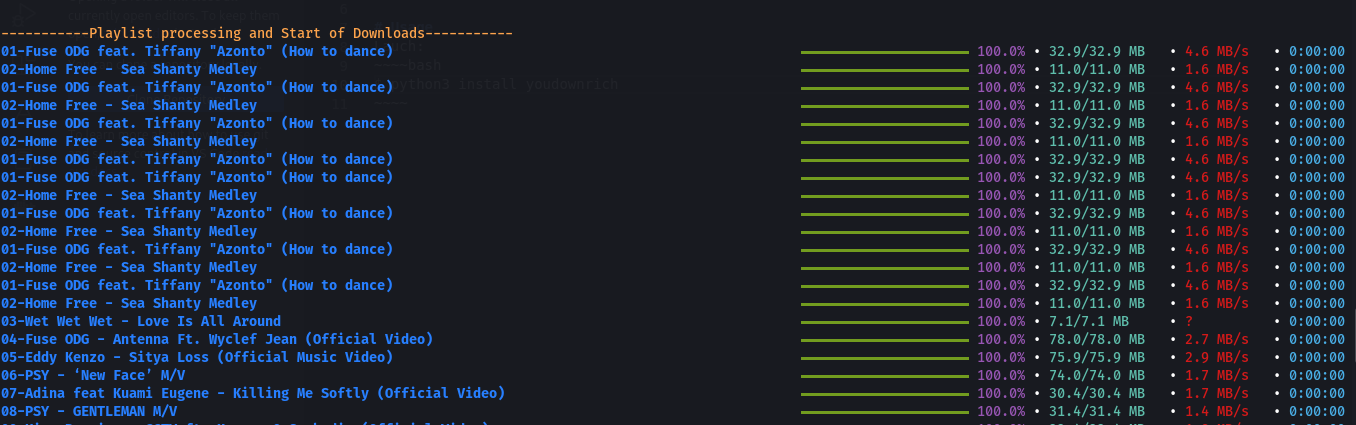 currently open editors. To keep them
-----------Playlist processing and Start of Downloads-----------
01-Fuse ODG feat. Tiffany "Azonto" (How to dance) 100.0% • 32.9/32.9 MB • 4.6 MB/s • 0:00:00
bash
02-Home Free - Sea Shanty Medley 100.0% • 11.0/11.0 MB • 1.6 MB/s • 0:00:00
python3 install youdownrich
01-Fuse ODG feat. Tiffany "Azonto" (How to dance) 100.0% • 32.9/32.9 MB • 4.6 MB/s • 0:00:00
02-Home Free - Sea Shanty Medley 100.0% • 11.0/11.0 MB • 1.6 MB/s • 0:00:00
01-Fuse ODG feat. Tiffany "Azonto" (How to dance) 100.0% • 32.9/32.9 MB • 4.6 MB/s • 0:00:00
02-Home Free - Sea Shanty Medley 100.0% • 11.0/11.0 MB • 1.6 MB/s • 0:00:00
01-Fuse ODG feat. Tiffany "Azonto" (How to dance) 100.0% • 32.9/32.9 MB • 4.6 MB/s • 0:00:00
01-Fuse ODG feat. Tiffany "Azonto" (How to dance) 100.0% • 32.9/32.9 MB • 4.6 MB/s • 0:00:00
02-Home Free - Sea Shanty Medley 100.0% • 11.0/11.0 MB • 1.6 MB/s • 0:00:00
01-Fuse ODG feat. Tiffany "Azonto" (How to dance) 100.0% • 32.9/32.9 MB • 4.6 MB/s • 0:00:00
02-Home Free - Sea Shanty Medley 100.0% • 11.0/11.0 MB • 1.6 MB/s • 0:00:00
01-Fuse ODG feat. Tiffany "Azonto" (How to dance) 100.0% • 32.9/32.9 MB • 4.6 MB/s • 0:00:00
02-Home Free - Sea Shanty Medley 100.0% • 11.0/11.0 MB • 1.6 MB/s • 0:00:00
01-Fuse ODG feat. Tiffany "Azonto" (How to dance) 100.0% • 32.9/32.9 MB • 4.6 MB/s • 0:00:00
02-Home Free - Sea Shanty Medley 100.0% • 11.0/11.0 MB • 1.6 MB/s • 0:00:00
03-Wet Wet Wet - Love Is All Around 100.0% • 7.1/7.1 MB • ? • 0:00:00
04-Fuse ODG - Antenna Ft. Wyclef Jean (Official Video) 100.0% • 78.0/78.0 MB • 2.7 MB/s • 0:00:00
05-Eddy Kenzo - Sitya Loss (Official Music Video) 100.0% • 75.9/75.9 MB • 2.9 MB/s • 0:00:00
06-PSY - ‘New Face’ M/V 100.0% • 74.0/74.0 MB • 1.7 MB/s • 0:00:00
07-Adina feat Kuami Eugene - Killing Me Softly (Official Video) 100.0% • 30.4/30.4 MB • 1.7 MB/s • 0:00:00
08-PSY - GENTLEMAN M/V 100.0% • 31.4/31.4 MB • 1.4 MB/s • 0:00:00